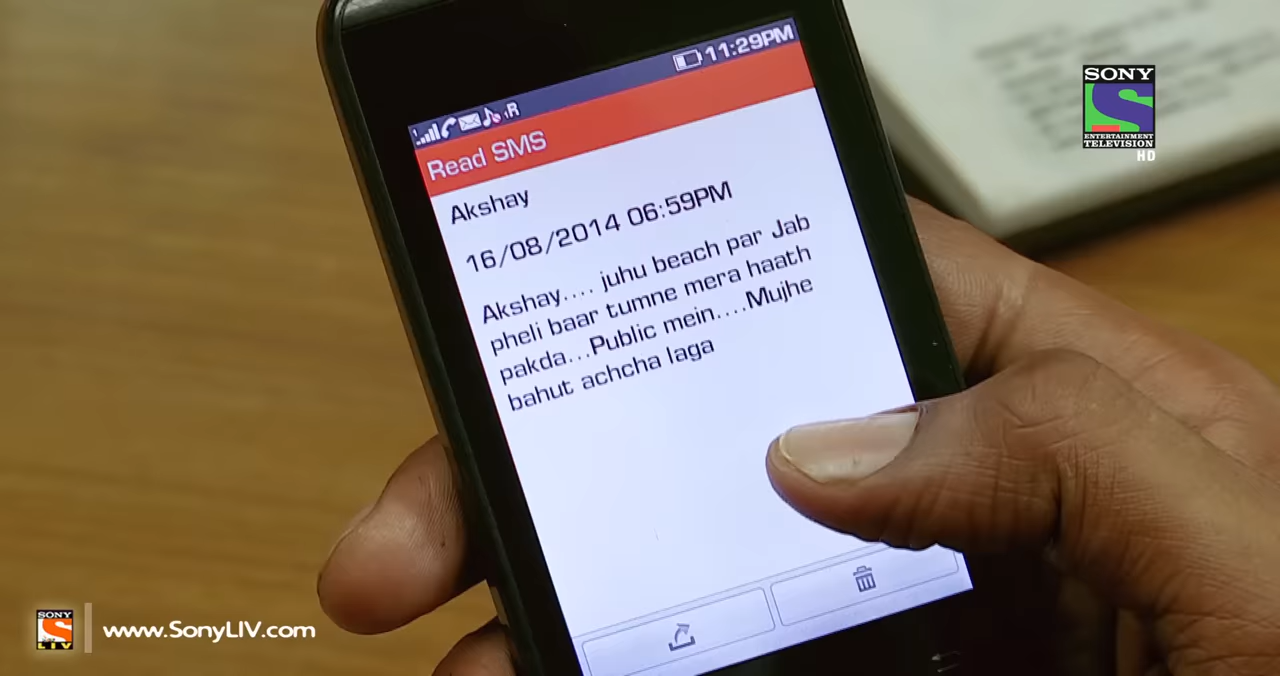 11:29PM
R
Read SMS
Akshay
16/08/2014 06:59PM
Akshay.... juhu beach par Jab
pheli baar tumne mera haath
pakda...Public mein....Mujhe
bahut achcha laga
SONY
ENTERTAINMENT
TELEVISION
HD
SONY
LIV
www.SonyLIV.com